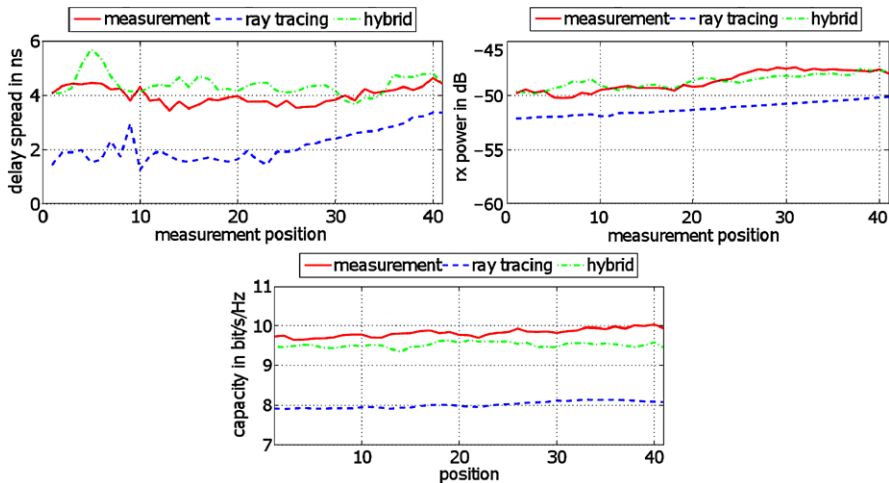 measurement ray tracing hybrid
6
4
2
0
0 10 20 30 40
delay spread in ns
measurement position
measurement ray tracing hybrid
−45
−50
−55
−60
0 10 20 30 40
rx power in dB
measurement position
measurement ray tracing hybrid
11
10
9
8
7
10 20 30 40
capacity in bit/s/Hz
position